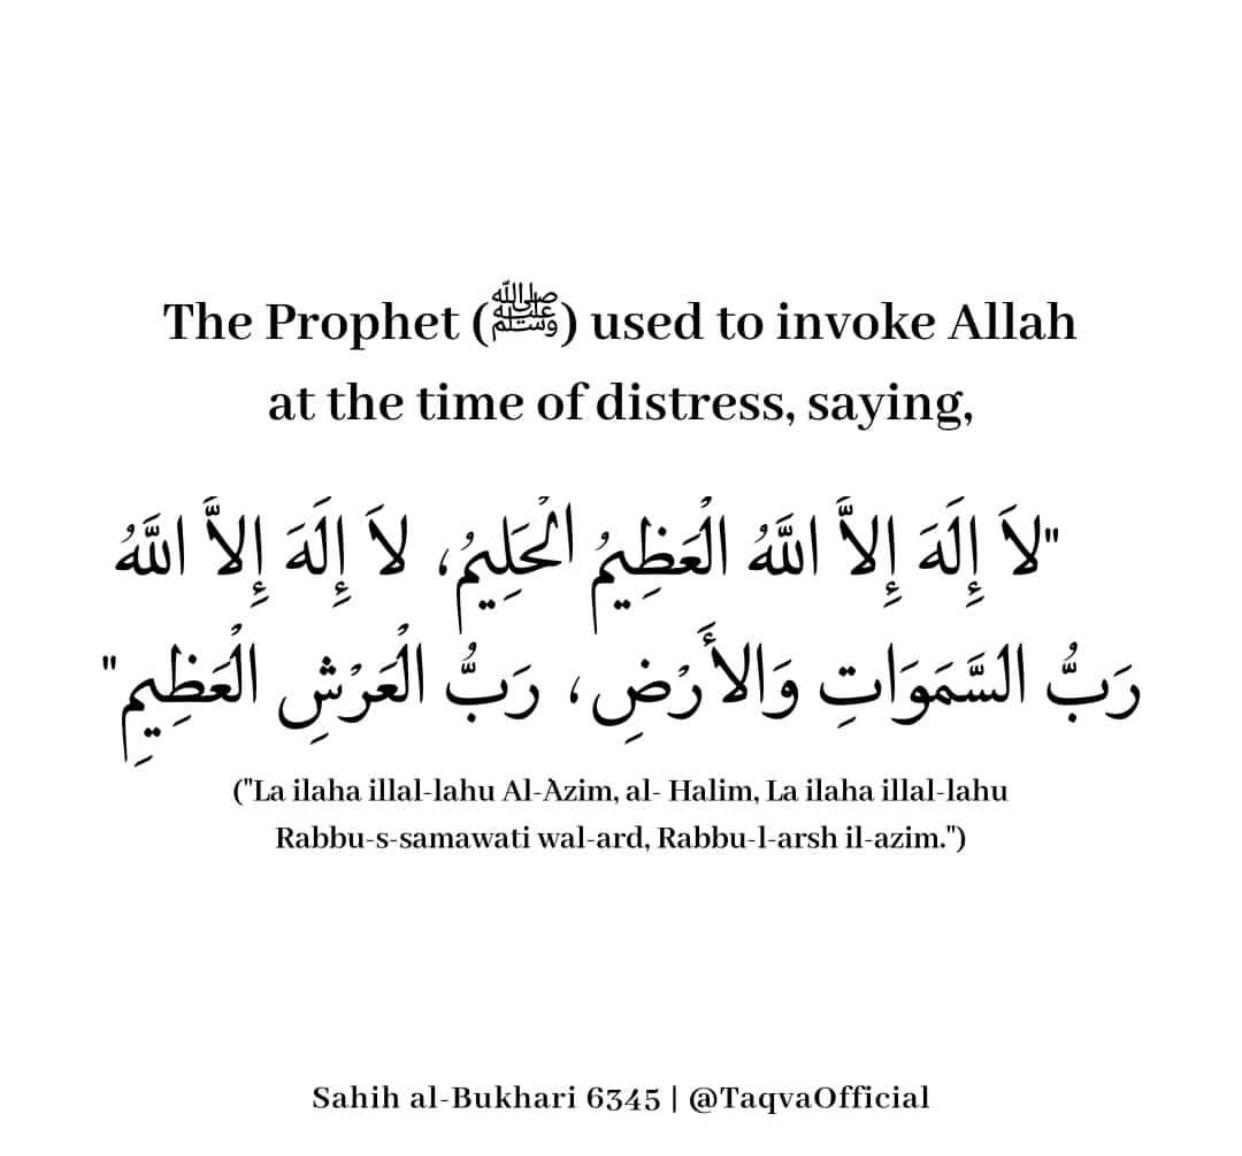 The Prophet (ﷺ) used to invoke Allah
at the time of distress, saying,
"لاَ إِلَهَ إِلاَّ اللَّهُ الْعَظِيمُ الْحَلِيمُ، لاَ إِلَهَ إِلاَّ اللَّهُ
رَبُّ السَّمَوَاتِ وَالأَرْضِ، رَبُّ الْعَرْشِ الْعَظِيمِ"
("La ilaha illal-lahu Al-`Azim, al- Halim, La ilaha illal-lahu
Rabbu-s-samawati wal-ard, Rabbu-l-arsh il-azim.")
Sahih al-Bukhari 6345 | @TaqvaOfficial